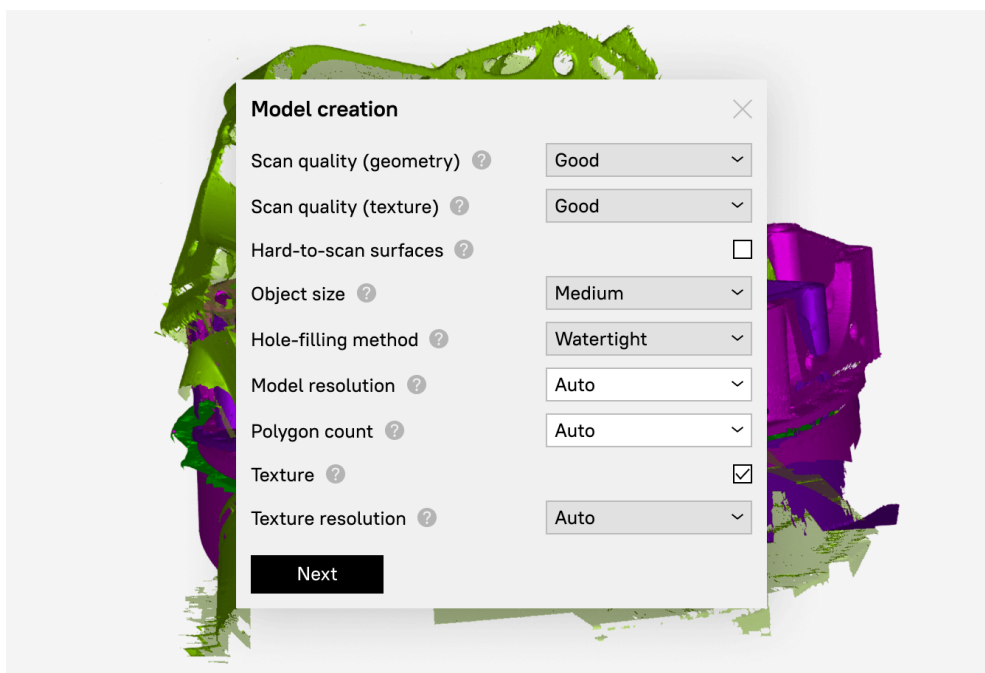 Model creation
Scan quality (geometry) ? Good
Scan quality (texture) ? Good
Hard-to-scan surfaces ?
Object size ? Medium
Hole-filling method ? Watertight
Model resolution ? Auto
Polygon count ? Auto
Texture ?
Texture resolution ? Auto
Next